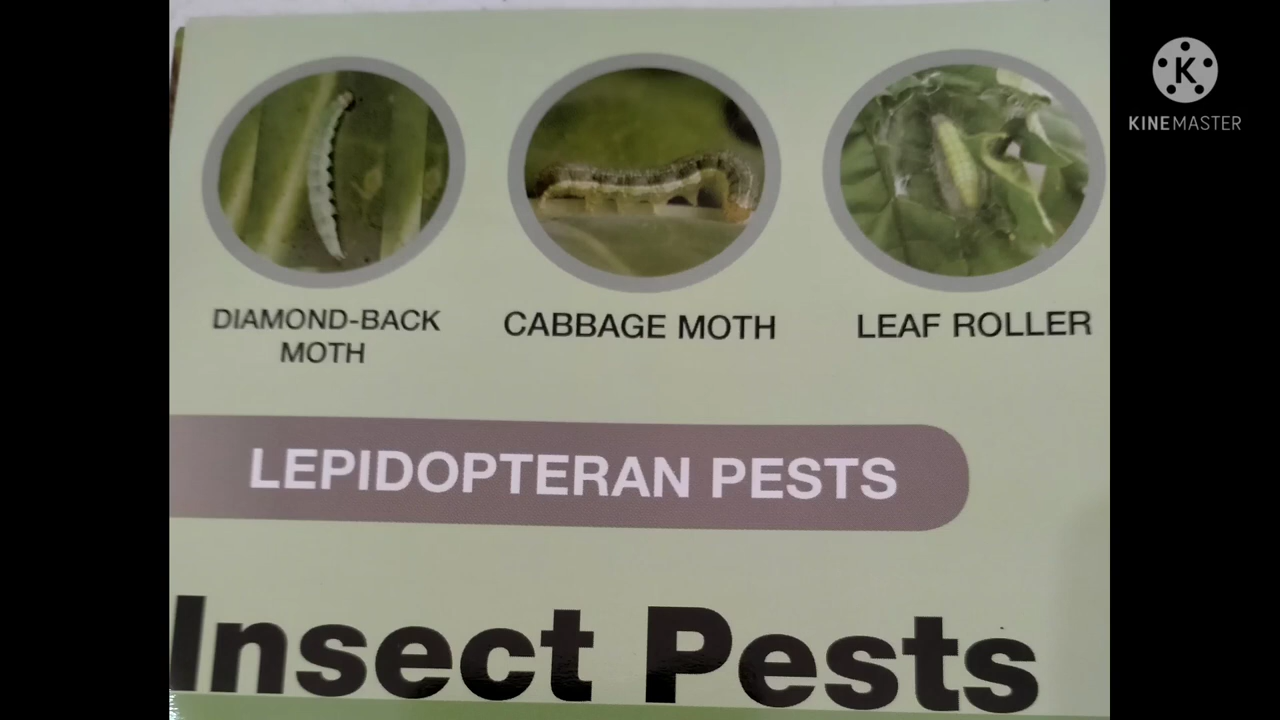 DIAMOND-BACK
MOTH
CABBAGE MOTH
LEAF ROLLER
LEPIDOPTERAN PESTS
Insect Pests
K
KINEMASTER